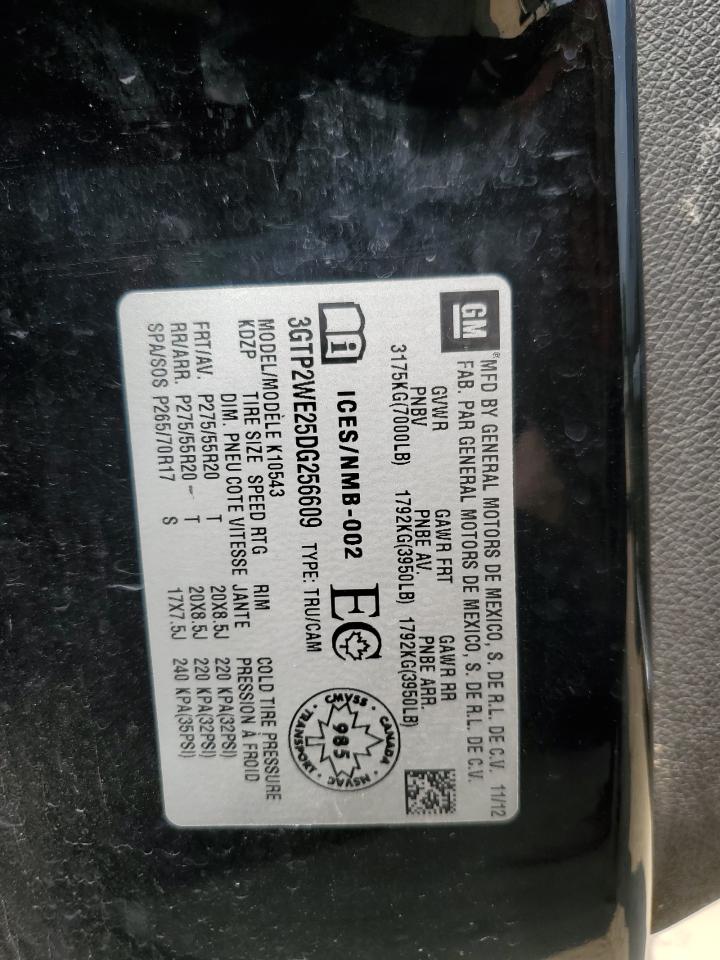 GM
®MFD BY GENERAL MOTORS DE MEXICO, S. DE R.L. DE C.V. 11/12
FAB. PAR GENERAL MOTORS DE MEXICO, S. DE R.L. DE C.V.
GVWR GAWR FRT GAWR RR
PNBV PNBE AV. PNBE ARR.
3175KG(7000LB) 1792KG(3950LB) 1792KG(3950LB)
i ICES/NMB-002 EC
CMVSS · CANADA · NSVAC · TRANSPORT ·
985
3GTP2WE25DG256609 TYPE: TRU/CAM
MODEL/MODÈLE K10543
KDZP TIRE SIZE SPEED RTG RIM COLD TIRE PRESSURE
DIM. PNEU COTE VITESSE JANTE PRESSION À FROID
FRT/AV. P275/55R20 T 20X8.5J 220 KPA(32PSI)
RR/ARR. P275/55R20 T 20X8.5J 220 KPA(32PSI)
SPA/SOS P265/70R17 S 17X7.5J 240 KPA(35PSI)